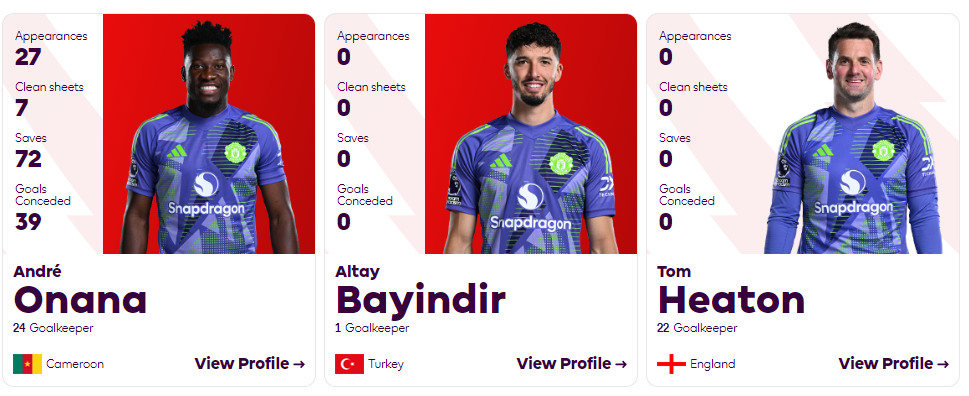 Appearances
27
Clean sheets
7
Saves
72
Goals
Conceded
39
Snapdragon
André
Onana
24 Goalkeeper
Cameroon
View Profile →
Appearances
0
Clean sheets
0
Saves
0
Goals
Conceded
0
Snapdragon
Altay
Bayindir
1 Goalkeeper
Turkey
View Profile →
Appearances
0
Clean sheets
0
Saves
0
Goals
Conceded
0
Snapdragon
Tom
Heaton
22 Goalkeeper
England
View Profile →